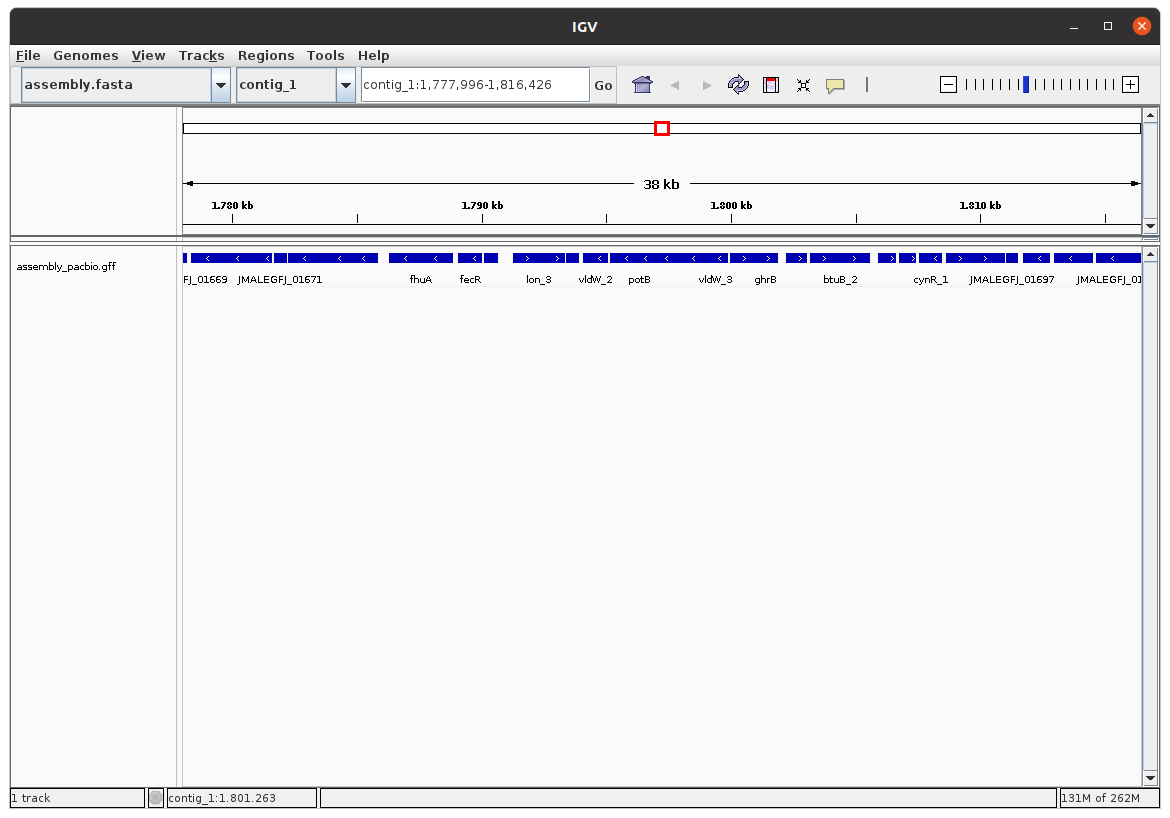 IGV
File Genomes View Tracks Regions Tools Help
assembly.fasta contig_1 contig_1:1,777,996-1,816,426 Go
38 kb
1.780 kb 1.790 kb 1.800 kb 1.810 kb
assembly_pacbio.gff
FJ_01669 JMALEGFJ_01671 fhuA fecR lon_3 vldW_2 potB vldW_3 ghrB btuB_2 cynR_1 JMALEGFJ_01697 JMALEGFJ_01
1 track contig_1:1.801.263 131M of 262M